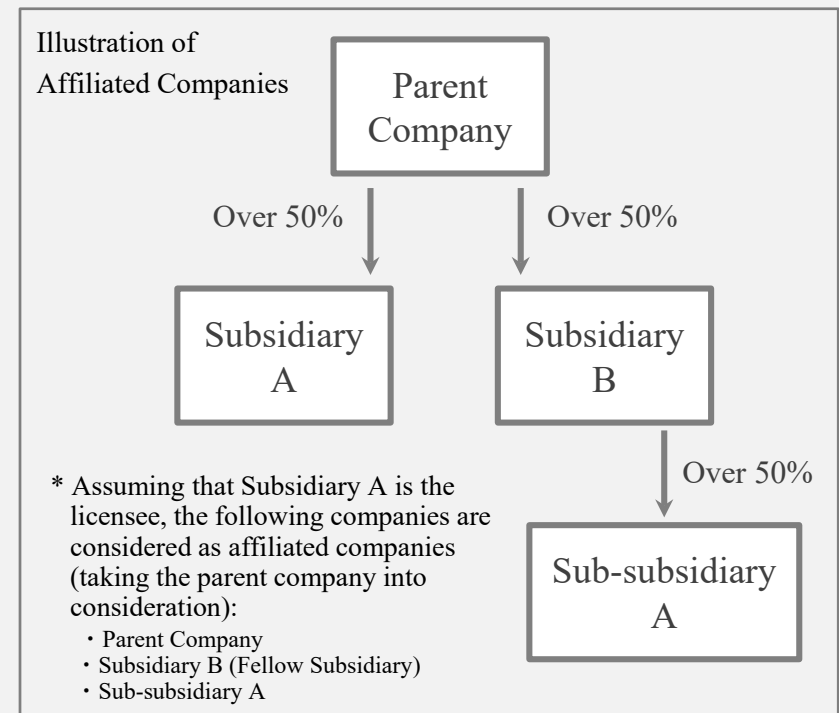 Illustration of
Affiliated Companies
Parent
Company
Over 50%
Over 50%
Subsidiary
A
Subsidiary
B
Over 50%
Sub-subsidiary
A
* Assuming that Subsidiary A is the
licensee, the following companies are
considered as affiliated companies
(taking the parent company into
consideration):
・Parent Company
・Subsidiary B (Fellow Subsidiary)
・Sub-subsidiary A